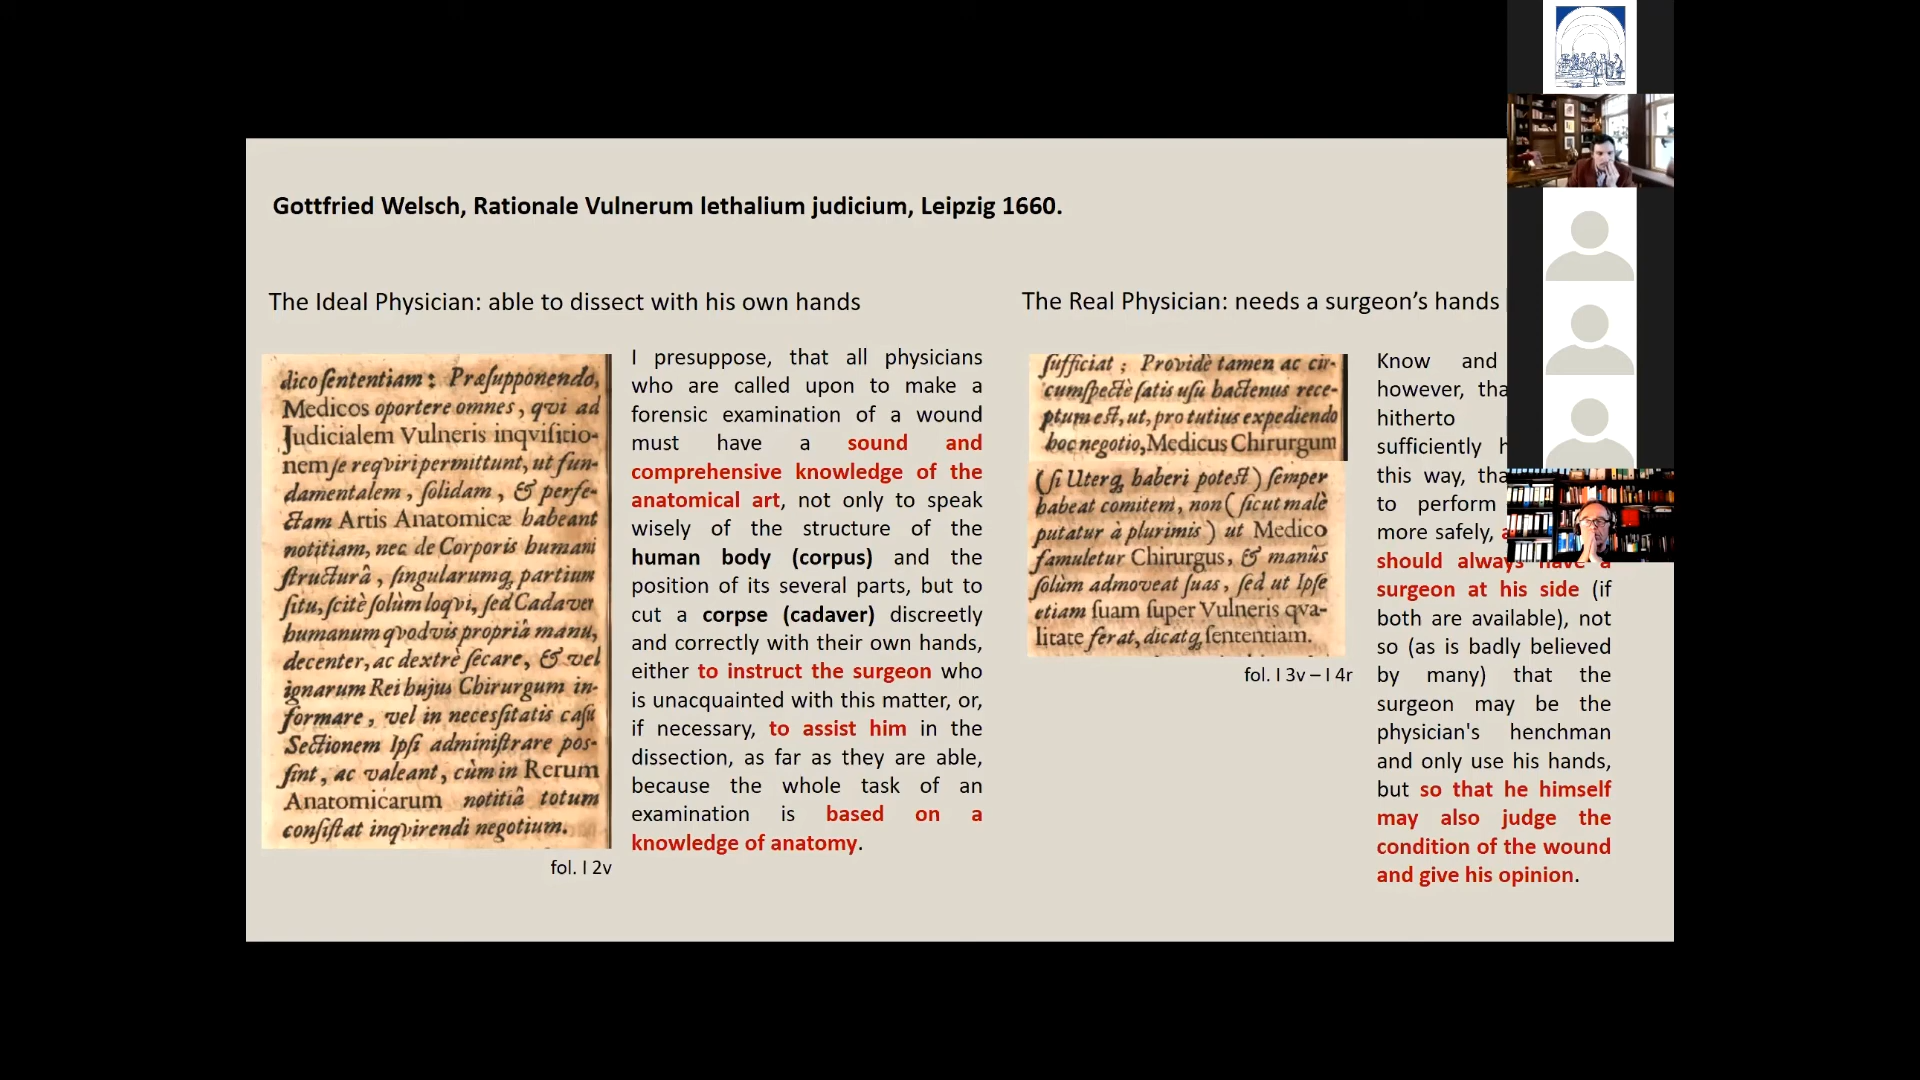 Gottfried Welsch, Rationale Vulnerum lethalium judicium, Leipzig 1660.
The Ideal Physician: able to dissect with his own hands
dico ſententiam: Præſupponendo,
Medicos oportere omnes, qvi ad
Judicialem Vulneris inqviſitio-
nem ſe reqviri permittunt, ut fun-
damentalem, ſolidam, & perfe-
ctam Artis Anatomicæ habeant
notitiam, nec de Corporis humani
ſtructurâ, ſingularumq; partium
ſitu, ſcitè ſolùm loqvi, ſed Cadaver
humanum qvodvis propriâ manu,
decenter, ac dextrè ſecare, & vel
ignarum Rei hujus Chirurgum in-
formare, vel in neceſſitatis caſu
Sectionem Ipſi adminiſtrare poſ-
ſint, ac valeant, cùm in Rerum
Anatomicarum notitiâ totum
conſiſtat inqvirendi negotium.
fol. I 2v
I presuppose, that all physicians
who are called upon to make a
forensic examination of a wound
must have a sound and
comprehensive knowledge of the
anatomical art, not only to speak
wisely of the structure of the
human body (corpus) and the
position of its several parts, but to
cut a corpse (cadaver) discreetly
and correctly with their own hands,
either to instruct the surgeon who
is unacquainted with this matter, or,
if necessary, to assist him in the
dissection, as far as they are able,
because the whole task of an
examination is based on a
knowledge of anatomy.
The Real Physician: needs a surgeon’s hands
ſufficiat; Providè tamen ac cir-
cumſpectè ſatis uſu hactenus rece-
ptum eſt, ut, pro tutius expediendo
hoc negotio, Medicus Chirurgum
(ſi Uterq; haberi poteſt) ſemper
habeat comitem, non (ſicut malè
putatur à plurimis) ut Medico
famuletur Chirurgus, & manûs
ſolùm admoveat ſuas, ſed ut Ipſe
etiam ſuam ſuper Vulneris qva-
litate ferat, dicatq; ſententiam.
fol. I 3v – I 4r
Know and
however,
hitherto
sufficiently
this way,
to perform
more safely,
should always have a
surgeon at his side (if
both are available), not
so (as is badly believed
by many) that the
surgeon may be the
physician's henchman
and only use his hands,
but so that he himself
may also judge the
condition of the wound
and give his opinion.